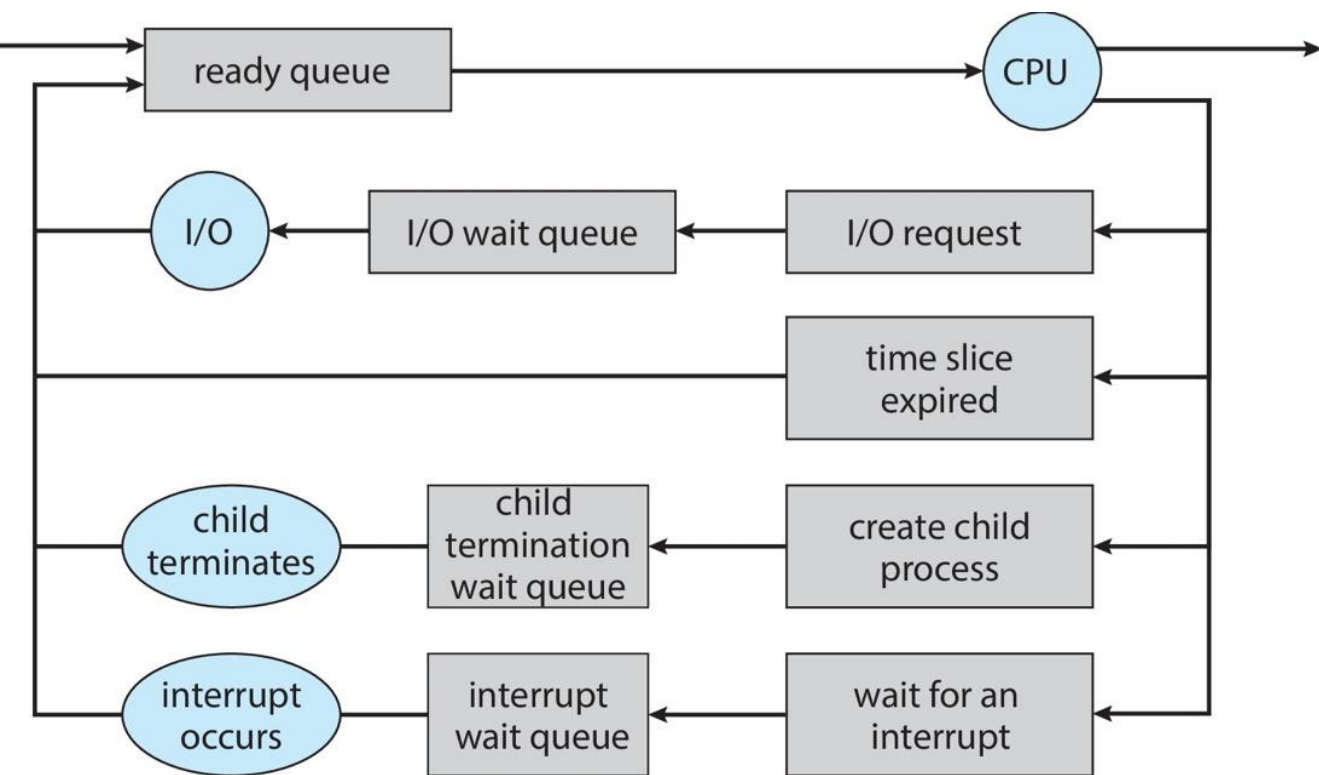 ready queue
CPU
I/O
I/O wait queue
I/O request
time slice
expired
child
terminates
child
termination
wait queue
create child
process
interrupt
occurs
interrupt
wait queue
wait for an
interrupt